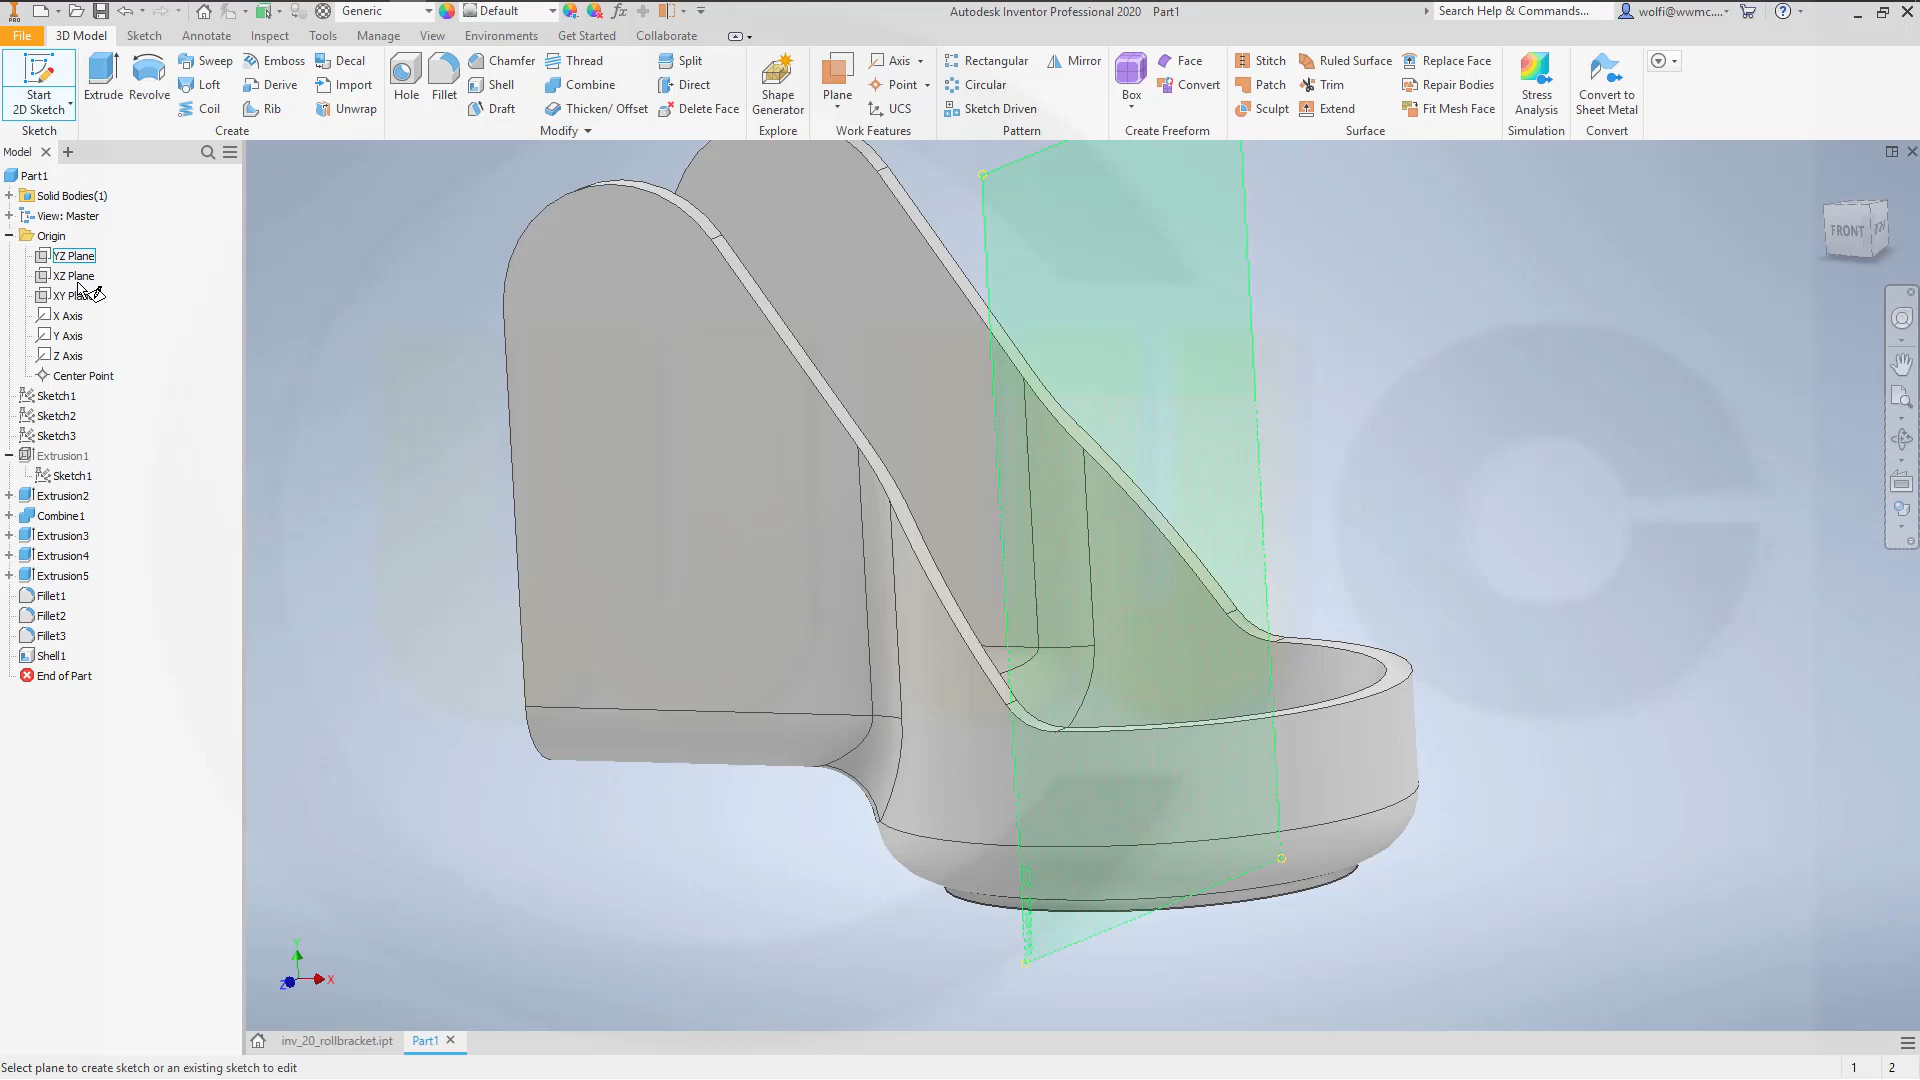 Generic
Default
Autodesk Inventor Professional 2020 Part1
Search Help & Commands...
wolfi@wwmc....
File
3D Model
Sketch
Annotate
Inspect
Tools
Manage
View
Environments
Get Started
Collaborate
Start
2D Sketch
Extrude
Revolve
Sweep
Emboss
Decal
Loft
Derive
Import
Coil
Rib
Unwrap
Hole
Fillet
Chamfer
Thread
Split
Shell
Combine
Direct
Draft
Thicken/ Offset
Delete Face
Shape
Generator
Plane
Axis
Point
UCS
Rectangular
Mirror
Circular
Sketch Driven
Box
Face
Convert
Stitch
Ruled Surface
Replace Face
Patch
Trim
Repair Bodies
Sculpt
Extend
Fit Mesh Face
Stress
Analysis
Convert to
Sheet Metal
Sketch
Create
Modify
Explore
Work Features
Pattern
Create Freeform
Surface
Simulation
Convert
Model
Part1
Solid Bodies(1)
View: Master
Origin
YZ Plane
XZ Plane
X Axis
Y Axis
Z Axis
Center Point
Sketch1
Sketch2
Sketch3
Extrusion1
Sketch1
Extrusion2
Combine1
Extrusion3
Extrusion4
Extrusion5
Fillet1
Fillet2
Fillet3
Shell1
End of Part
FRONT
Y
X
Z
inv_20_rollbracket.ipt
Part1
Select plane to create sketch or an existing sketch to edit
1
2